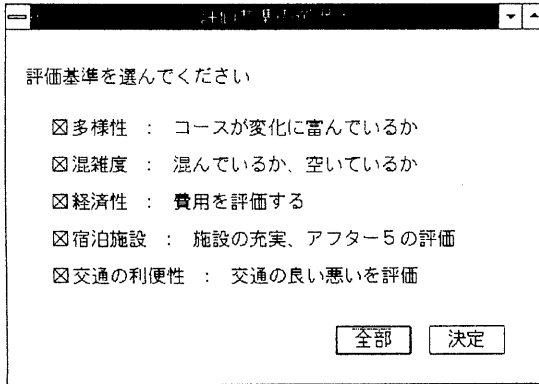 評価基準を選んでください
☒多様性 ： コースが変化に富んでいるか
☒混雑度 ： 混んでいるか、空いているか
☒経済性 ： 費用を評価する
☒宿泊施設 ： 施設の充実、アフター５の評価
☒交通の利便性 ： 交通の良い悪いを評価
全部 決定